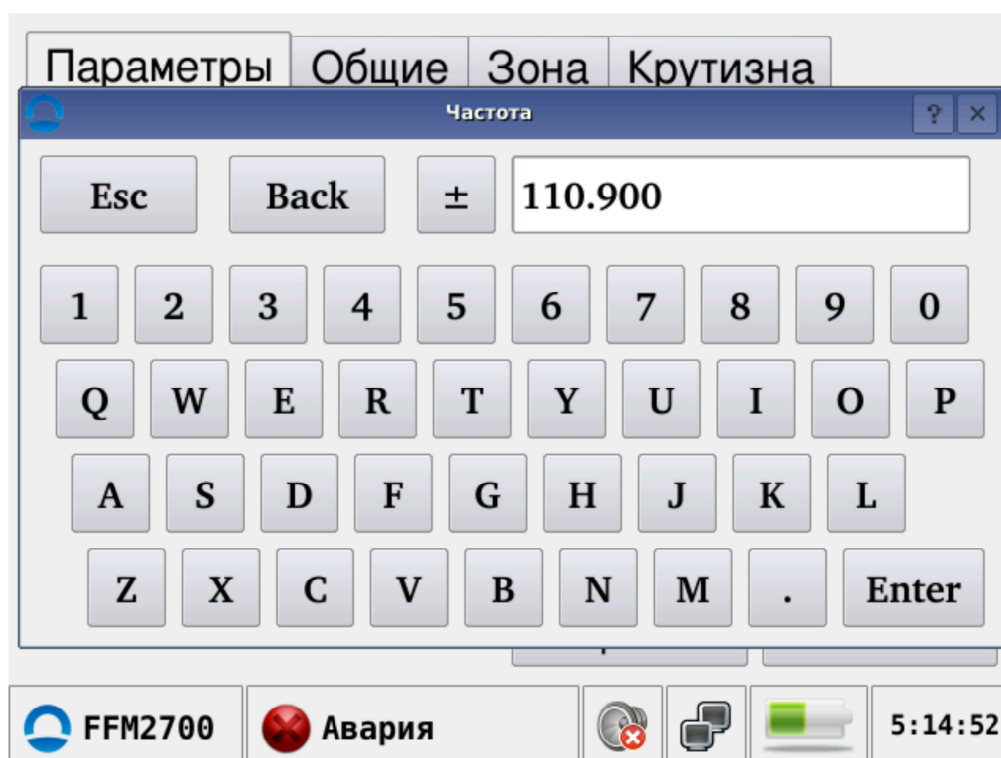 Параметры Общие Зона Крутизна
Частота ? ×
Esc Back ± 110.900
1 2 3 4 5 6 7 8 9 0
Q W E R T Y U I O P
A S D F G H J K L
Z X C V B N M . Enter
FFM2700 Авария 5:14:52